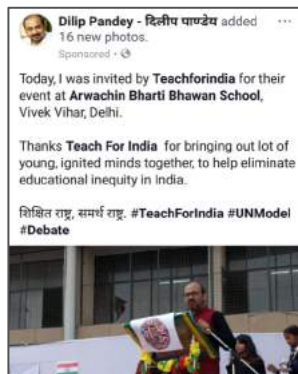 Dilip Pandey - दिलीप पाण्डेय added
16 new photos.
Sponsored ·
Today, I was invited by Teachforindia for their
event at Arwachin Bharti Bhawan School,
Vivek Vihar, Delhi.
Thanks Teach For India for bringing out lot of
young, ignited minds together, to help eliminate
educational inequity in India.
शिक्षित राष्ट्र, समर्थ राष्ट्र. #TeachForIndia #UNModel
#Debate